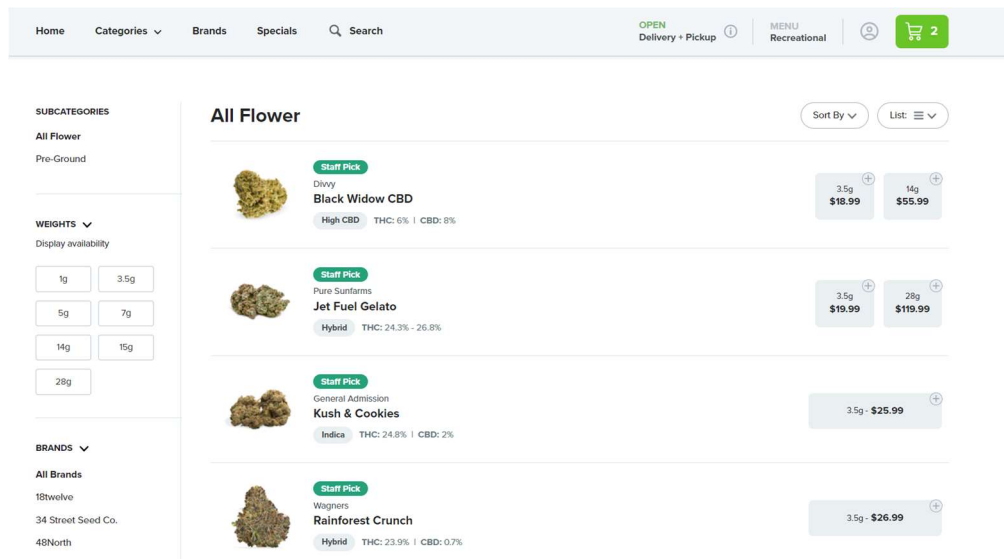 Home
Categories
Brands
Specials
Search
OPEN
Delivery + Pickup
MENU
Recreational
2
SUBCATEGORIES
All Flower
Pre-Ground
WEIGHTS
Display availability
1g
3.5g
5g
7g
14g
15g
28g
BRANDS
All Brands
18twelve
34 Street Seed Co.
48North
All Flower
Sort By
List:
Staff Pick
Divvy
Black Widow CBD
High CBD THC: 6% | CBD: 8%
3.5g
$18.99
14g
$55.99
Staff Pick
Pure Sunfarms
Jet Fuel Gelato
Hybrid THC: 24.3% - 26.8%
3.5g
$19.99
28g
$119.99
Staff Pick
General Admission
Kush & Cookies
Indica THC: 24.8% | CBD: 2%
3.5g - $25.99
Staff Pick
Wagners
Rainforest Crunch
Hybrid THC: 23.9% | CBD: 0.7%
3.5g - $26.99